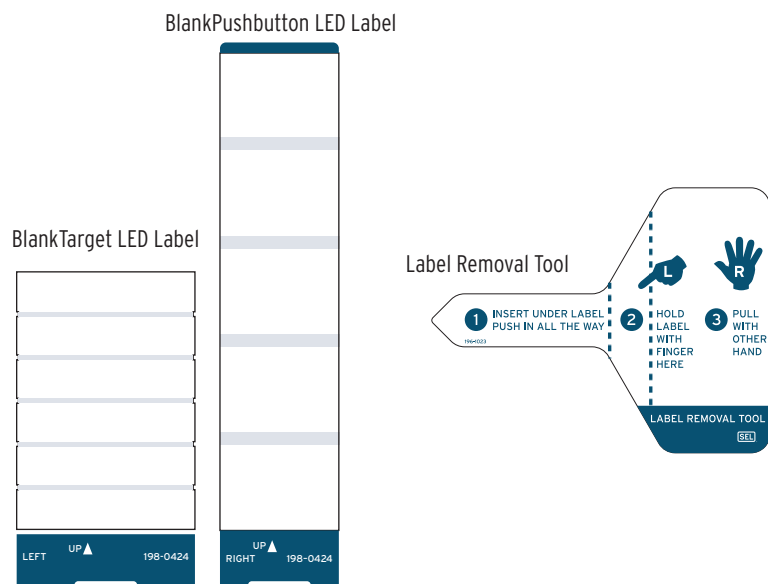 BlankPushbutton LED Label
BlankTarget LED Label
LEFT
UP
198-0424
RIGHT
UP
198-0424
Label Removal Tool
1
INSERT UNDER LABEL
PUSH IN ALL THE WAY
196-1023
2
L
HOLD
LABEL
WITH
FINGER
HERE
R
3
PULL
WITH
OTHER
HAND
LABEL REMOVAL TOOL
SEL